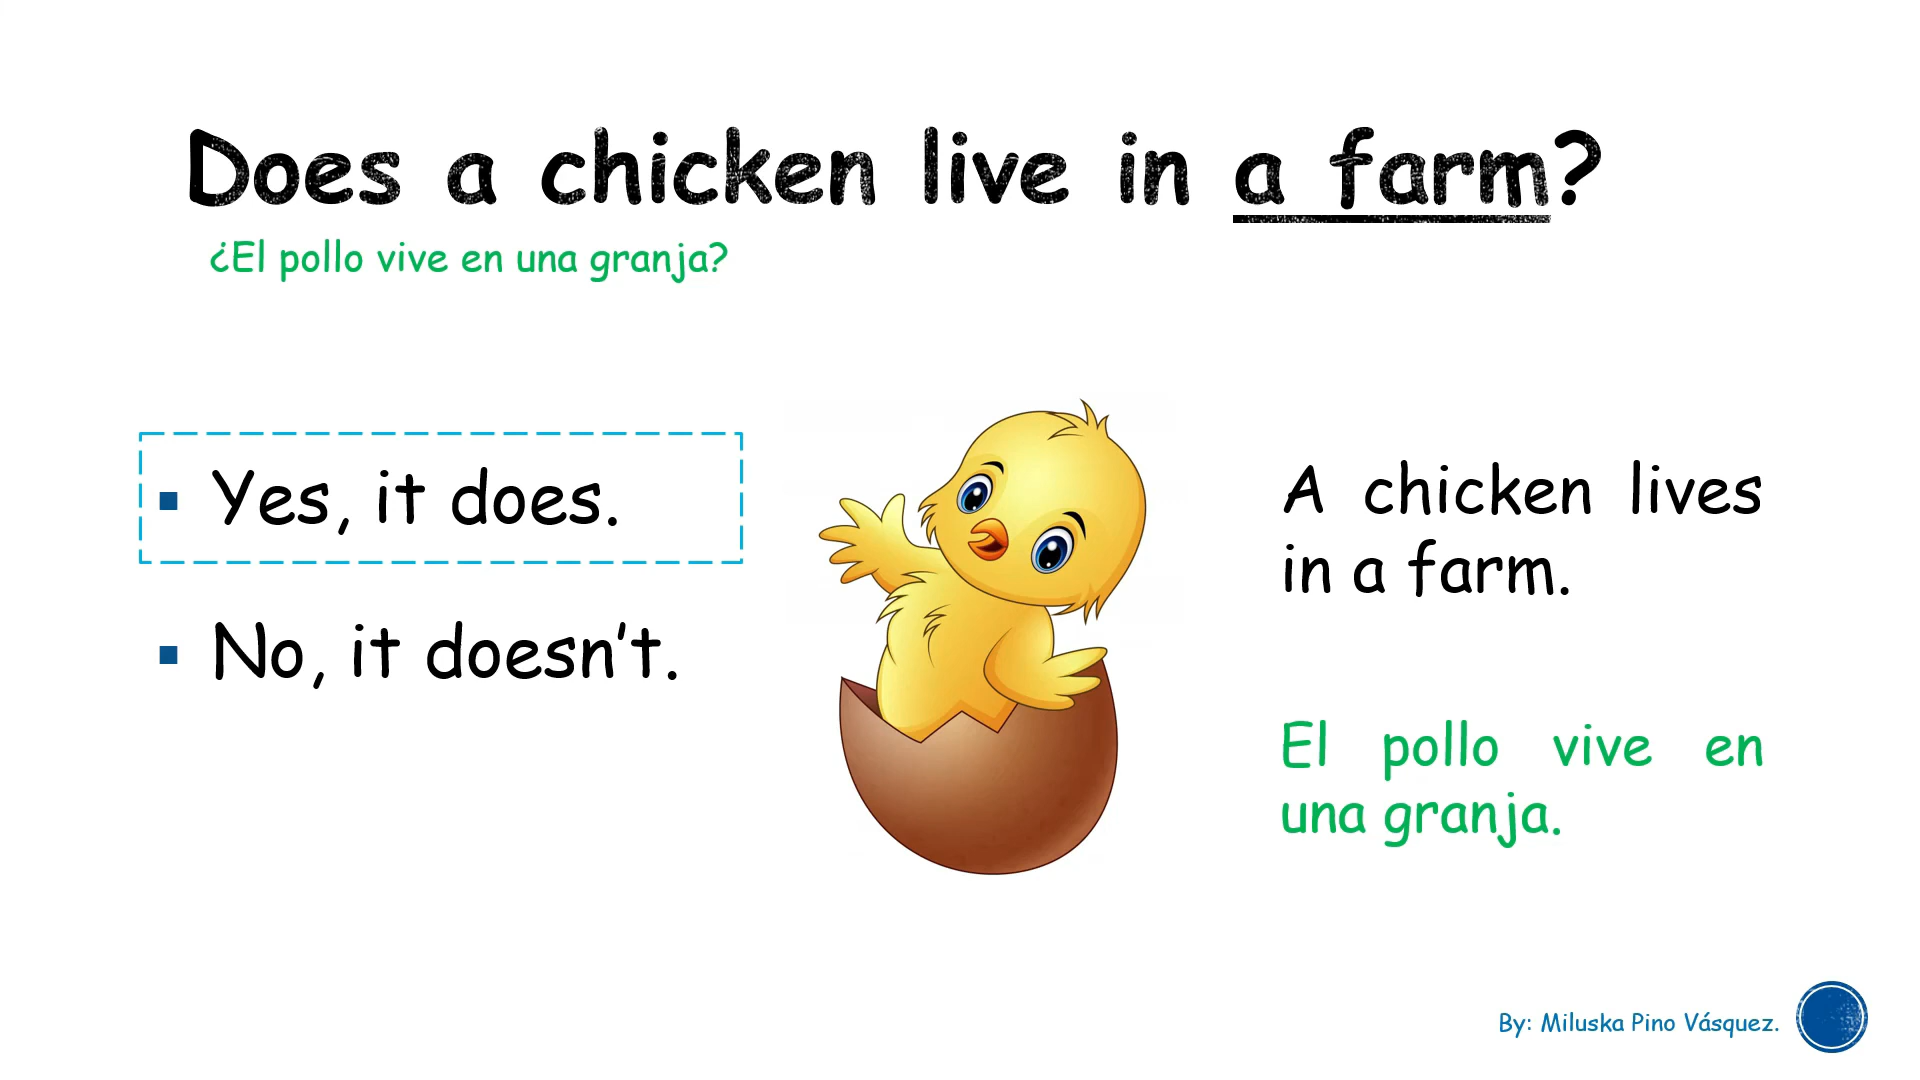 Does a chicken live in a farm?
¿El pollo vive en una granja?
Yes, it does.
No, it doesn’t.
A chicken lives
in a farm.
El pollo vive en
una granja.
By: Miluska Pino Vásquez.